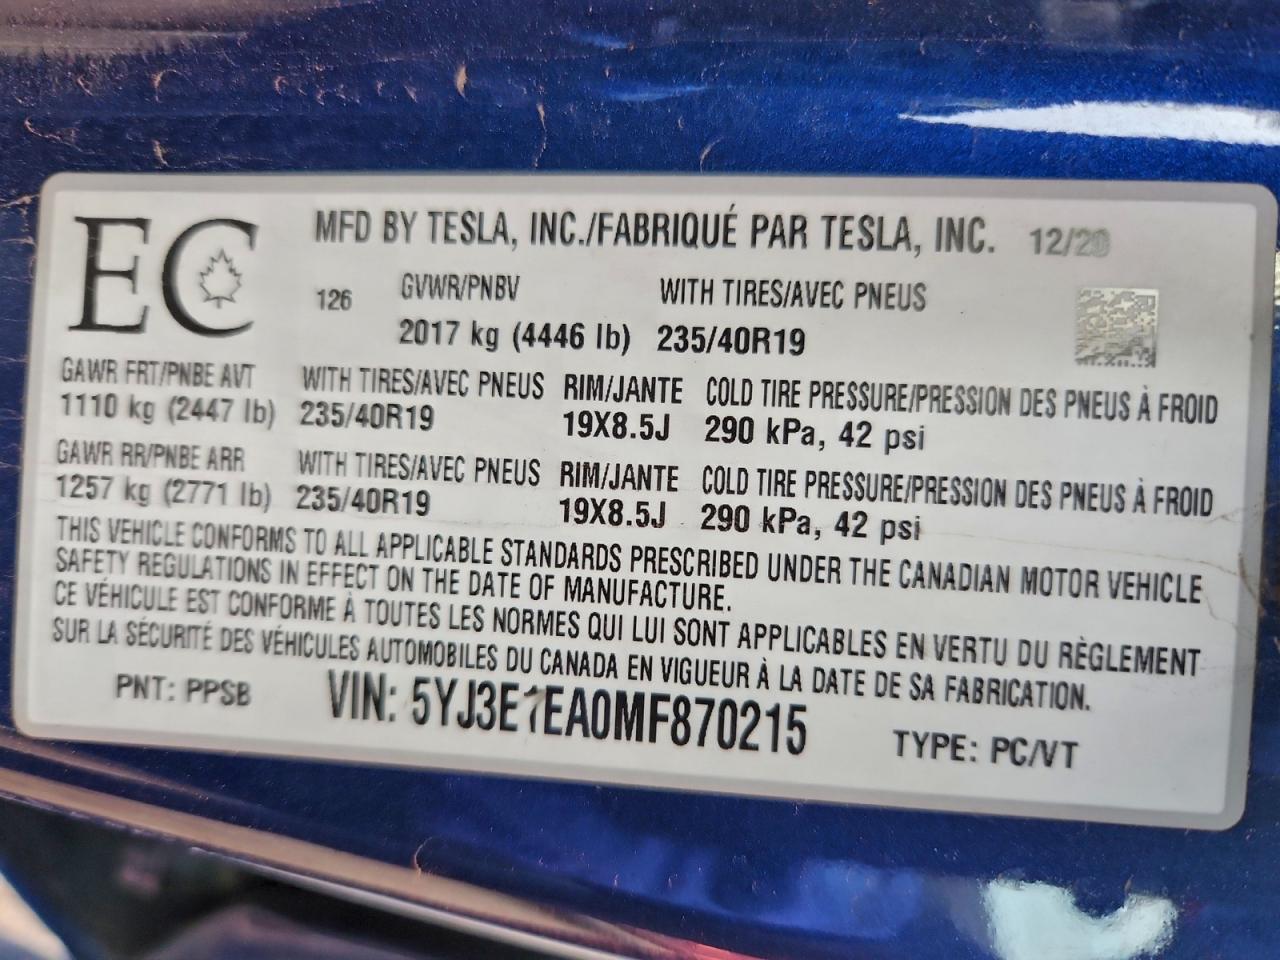 EC MFD BY TESLA, INC./FABRIQUÉ PAR TESLA, INC. 12/20
126 GVWR/PNBV WITH TIRES/AVEC PNEUS
2017 kg (4446 lb) 235/40R19
GAWR FRT/PNBE AVT WITH TIRES/AVEC PNEUS RIM/JANTE COLD TIRE PRESSURE/PRESSION DES PNEUS À FROID
1110 kg (2447 lb) 235/40R19 19X8.5J 290 kPa, 42 psi
GAWR RR/PNBE ARR WITH TIRES/AVEC PNEUS RIM/JANTE COLD TIRE PRESSURE/PRESSION DES PNEUS À FROID
1257 kg (2771 lb) 235/40R19 19X8.5J 290 kPa, 42 psi
THIS VEHICLE CONFORMS TO ALL APPLICABLE STANDARDS PRESCRIBED UNDER THE CANADIAN MOTOR VEHICLE
SAFETY REGULATIONS IN EFFECT ON THE DATE OF MANUFACTURE.
CE VÉHICULE EST CONFORME À TOUTES LES NORMES QUI LUI SONT APPLICABLES EN VERTU DU RÈGLEMENT
SUR LA SÉCURITÉ DES VÉHICULES AUTOMOBILES DU CANADA EN VIGUEUR À LA DATE DE SA FABRICATION.
PNT: PPSB VIN: 5YJ3E1EA0MF870215 TYPE: PC/VT